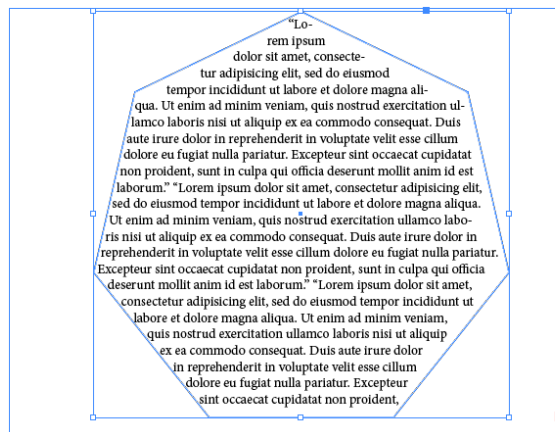 “Lo-
rem ipsum
dolor sit amet, consecte-
tur adipisicing elit, sed do eiusmod
tempor incididunt ut labore et dolore magna ali-
qua. Ut enim ad minim veniam, quis nostrud exercitation ul-
lamco laboris nisi ut aliquip ex ea commodo consequat. Duis
aute irure dolor in reprehenderit in voluptate velit esse cillum
dolore eu fugiat nulla pariatur. Excepteur sint occaecat cupidatat
non proident, sunt in culpa qui officia deserunt mollit anim id est
laborum.” “Lorem ipsum dolor sit amet, consectetur adipisicing elit,
sed do eiusmod tempor incididunt ut labore et dolore magna aliqua.
Ut enim ad minim veniam, quis nostrud exercitation ullamco labo-
ris nisi ut aliquip ex ea commodo consequat. Duis aute irure dolor in
reprehenderit in voluptate velit esse cillum dolore eu fugiat nulla pariatur.
Excepteur sint occaecat cupidatat non proident, sunt in culpa qui officia
deserunt mollit anim id est laborum.” “Lorem ipsum dolor sit amet,
consectetur adipisicing elit, sed do eiusmod tempor incididunt ut
labore et dolore magna aliqua. Ut enim ad minim veniam,
quis nostrud exercitation ullamco laboris nisi ut aliquip
ex ea commodo consequat. Duis aute irure dolor
in reprehenderit in voluptate velit esse cillum
dolore eu fugiat nulla pariatur. Excepteur
sint occaecat cupidatat non proident,